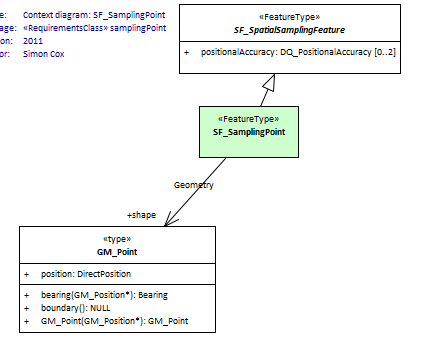 e: Context diagram: SF_SamplingPoint
age: «RequirementsClass» samplingPoint
on: 2011
or: Simon Cox
«FeatureType»
SF_SpatialSamplingFeature
+ positionalAccuracy: DQ_PositionalAccuracy [0..2]
«FeatureType»
SF_SamplingPoint
Geometry
+shape
«type»
GM_Point
+ position: DirectPosition
+ bearing(GM_Position*): Bearing
+ boundary(): NULL
+ GM_Point(GM_Position*): GM_Point